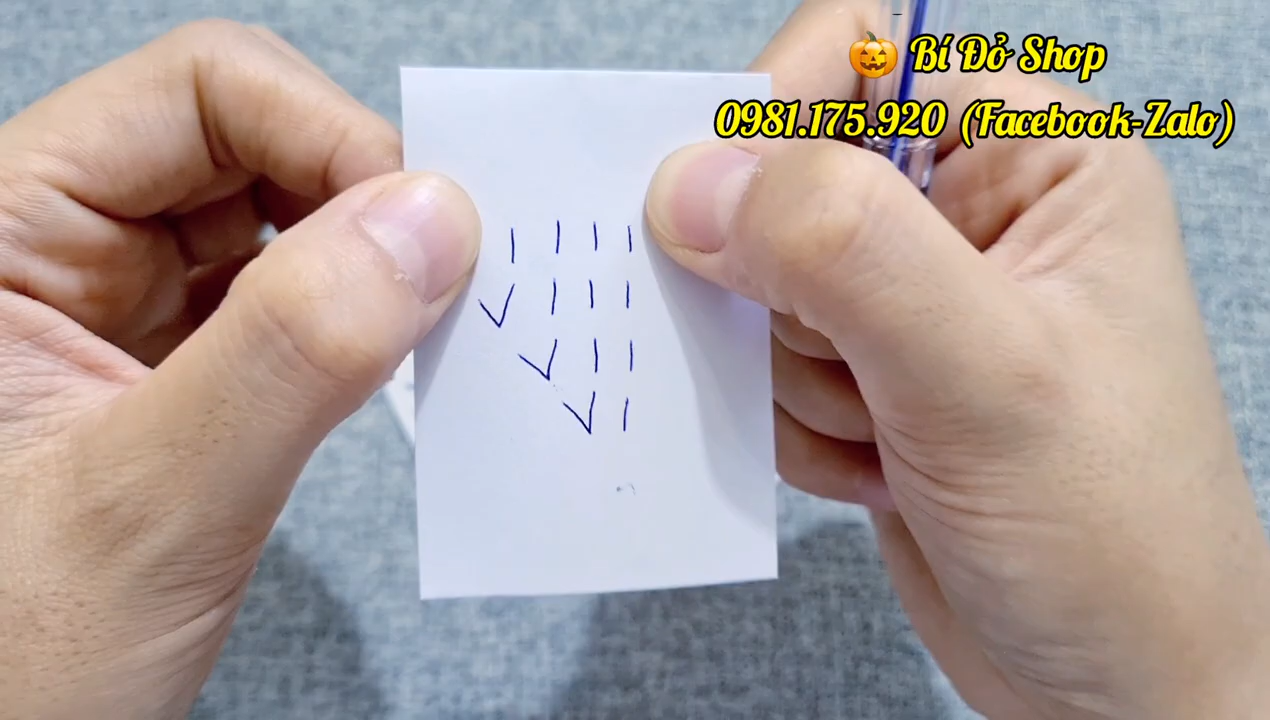 🎃 Bí Đỏ Shop
0981.175.920 (Facebook-Zalo)
I I I I
V I I I
V I I
V I